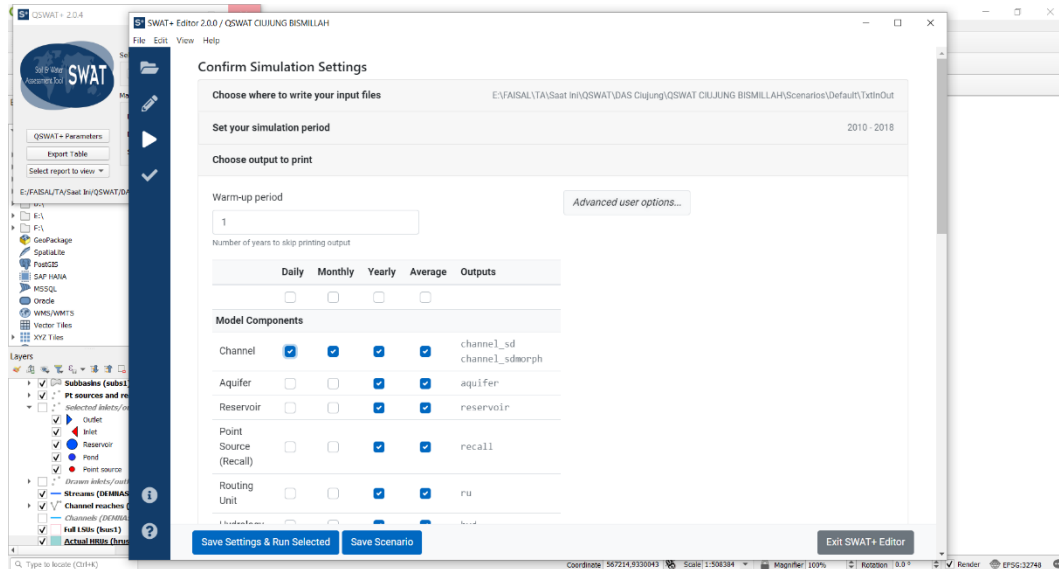 QSWAT+ 2.0.4
SWAT+ Editor 2.0.0 / QSWAT CIUJUNG BISMILLAH
File Edit View Help
Soil & Water
Assessment Tool
SWAT
QSWAT+ Parameters
Export Table
Select report to view
E:/FAISAL/TA/Saat Ini/QSWAT/DA
E:\
F:\
GeoPackage
SpatiaLite
PostGIS
SAP HANA
MSSQL
Oracle
WMS/WMTS
Vector Tiles
XYZ Tiles
Layers
Subbasins (subs1)
Pt sources and re
Selected inlets/ou
Outlet
Inlet
Reservoir
Pond
Point source
Drawn inlets/outl
Streams (DEMNAS
Channel reaches (
Channels (DEMNA
Full LSUs (lsus1)
Actual HRUs (hrus
Confirm Simulation Settings
Choose where to write your input files E:\FAISAL\TA\Saat Ini\QSWAT\DAS Ciujung\QSWAT CIUJUNG BISMILLAH\Scenarios\Default\TxtInOut
Set your simulation period 2010 - 2018
Choose output to print
Warm-up period
Advanced user options...
1
Number of years to skip printing output
Daily Monthly Yearly Average Outputs
Model Components
Channel channel_sd
channel_sdmorph
Aquifer aquifer
Reservoir reservoir
Point
Source
(Recall) recall
Routing
Unit ru
Save Settings & Run Selected Save Scenario Exit SWAT+ Editor
Type to locate (Ctrl+K) Coordinate 567214,9330043 Scale 1:508384 Magnifier 100% Rotation 0.0 ° Render EPSG:32748